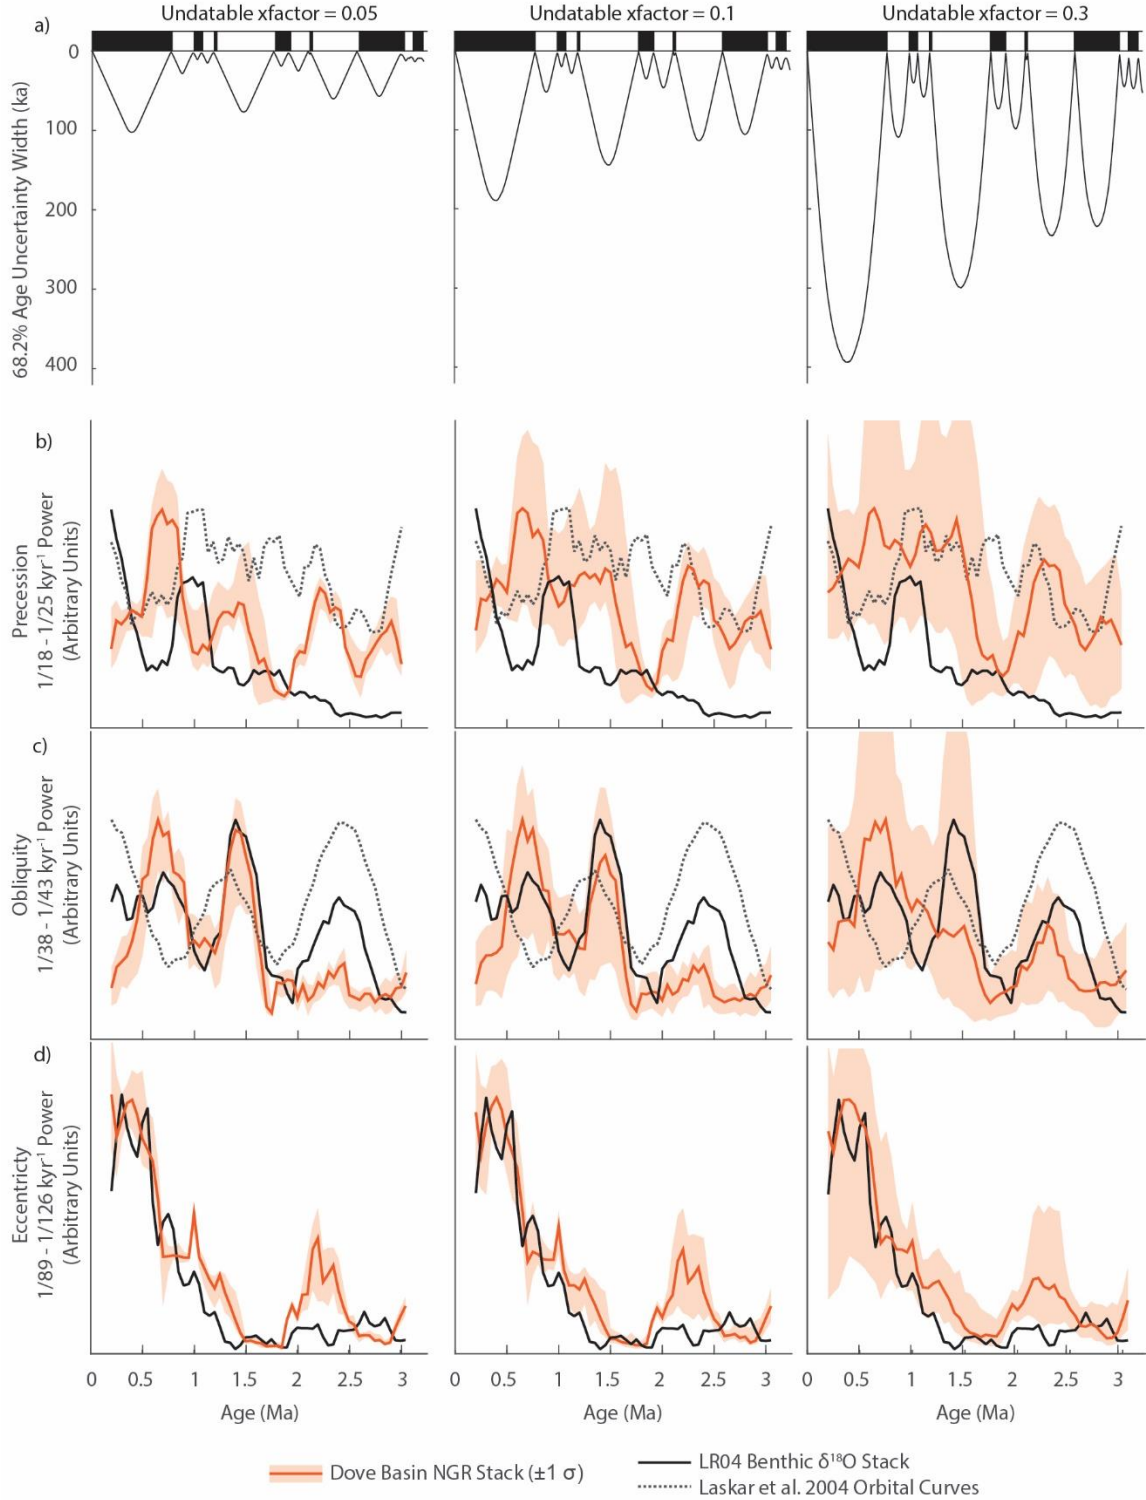 Undatable xfactor = 0.05
Undatable xfactor = 0.1
Undatable xfactor = 0.3
a)
68.2% Age Uncertainty Width (ka)
0
100
200
300
400
b)
Precession
1/18 - 1/25 kyr⁻¹ Power
(Arbitrary Units)
c)
Obliquity
1/38 - 1/43 kyr⁻¹ Power
(Arbitrary Units)
d)
Eccentricty
1/89 - 1/126 kyr⁻¹ Power
(Arbitrary Units)
0 0.5 1 1.5 2 2.5 3
0 0.5 1 1.5 2 2.5 3
0 0.5 1 1.5 2 2.5 3
Age (Ma)
Age (Ma)
Age (Ma)
Dove Basin NGR Stack (±1 σ)
LR04 Benthic δ¹⁸O Stack
Laskar et al. 2004 Orbital Curves